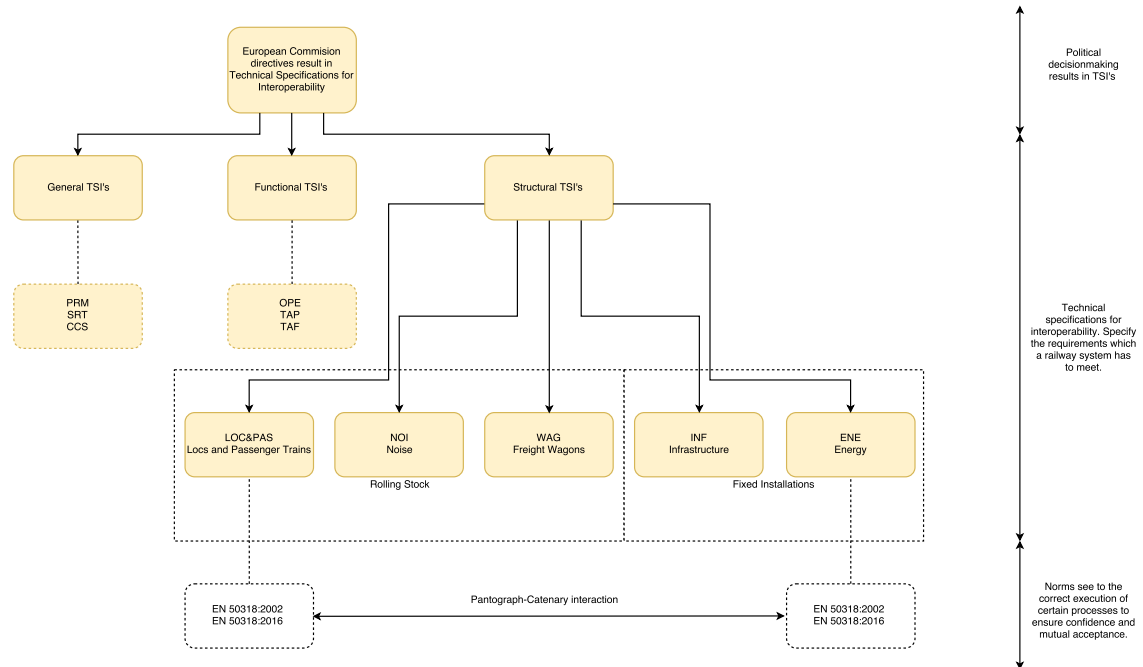 European Commision
directives result in
Technical Specifications for
Interoperability
Political
decisionmaking
results in TSI's
General TSI's
Functional TSI's
Structural TSI's
PRM
SRT
CCS
OPE
TAP
TAF
Technical
specifications for
interoperability. Specify
the requirements which
a railway system has
to meet.
LOC&PAS
Locs and Passenger Trains
NOI
Noise
WAG
Freight Wagons
INF
Infrastructure
ENE
Energy
Rolling Stock
Fixed Installations
EN 50318:2002
EN 50318:2016
Pantograph-Catenary interaction
EN 50318:2002
EN 50318:2016
Norms see to the
correct execution of
certain processes to
ensure confidence and
mutual acceptance.